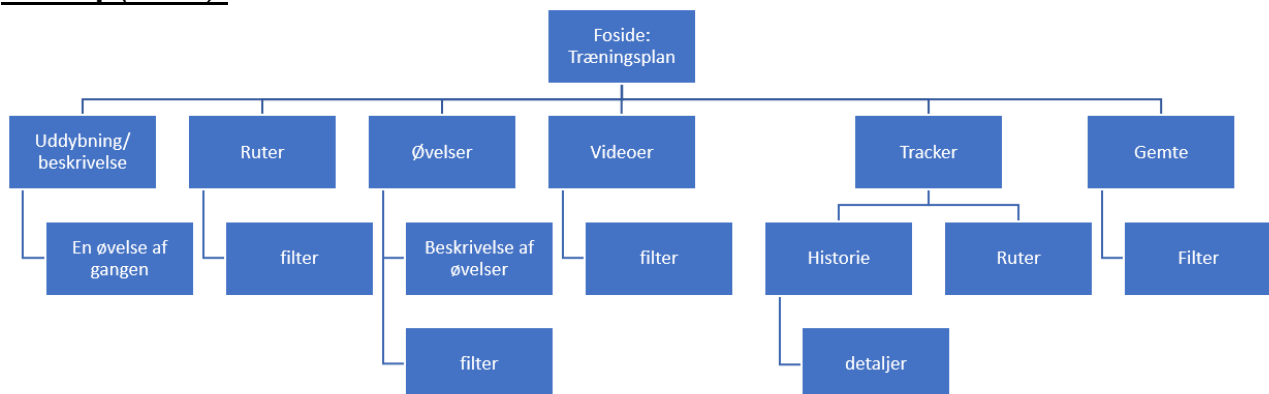 Foside:
Træningsplan
Uddybning/
beskrivelse
Ruter
Øvelser
Videoer
Tracker
Gemte
En øvelse af
gangen
filter
Beskrivelse af
øvelser
filter
Historie
Ruter
Filter
filter
detaljer